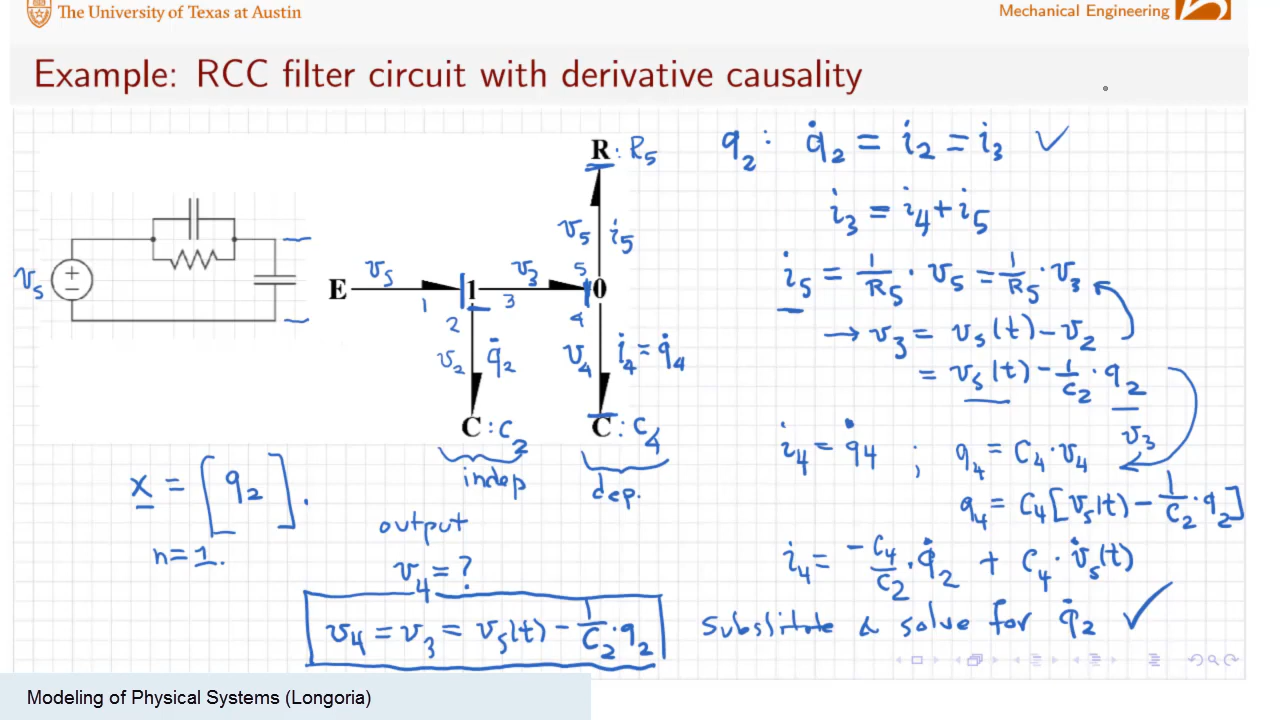 The University of Texas at Austin
Mechanical Engineering
Example: RCC filter circuit with derivative causality
R : R₅
v₅ i₅
vₛ
+
−
E vₛ 1 v₃ 5 0
1 2 3 4
v₂ q̇₂
v₄ i₄ = q̇₄
C : C₂
C : C₄
indep
dep.
x = [ q₂ ] .
n = 1.
output
v₄ = ?
v₄ = v₃ = vₛ(t) − 1/C₂ · q₂
q₂ : q̇₂ = i₂ = i₃ ✓
i₃ = i₄ + i₅
i₅ = 1/R₅ · v₅ = 1/R₅ · v₃
→ v₃ = vₛ(t) − v₂
= vₛ(t) − 1/C₂ · q₂
v₃
i₄ = q̇₄ ; q₄ = C₄ · v₄
q₄ = C₄ [ vₛ(t) − 1/C₂ · q₂ ]
i₄ = −C₄/C₂ · q̇₂ + C₄ · v̇ₛ(t)
substitute & solve for q̇₂ ✓
Modeling of Physical Systems (Longoria)